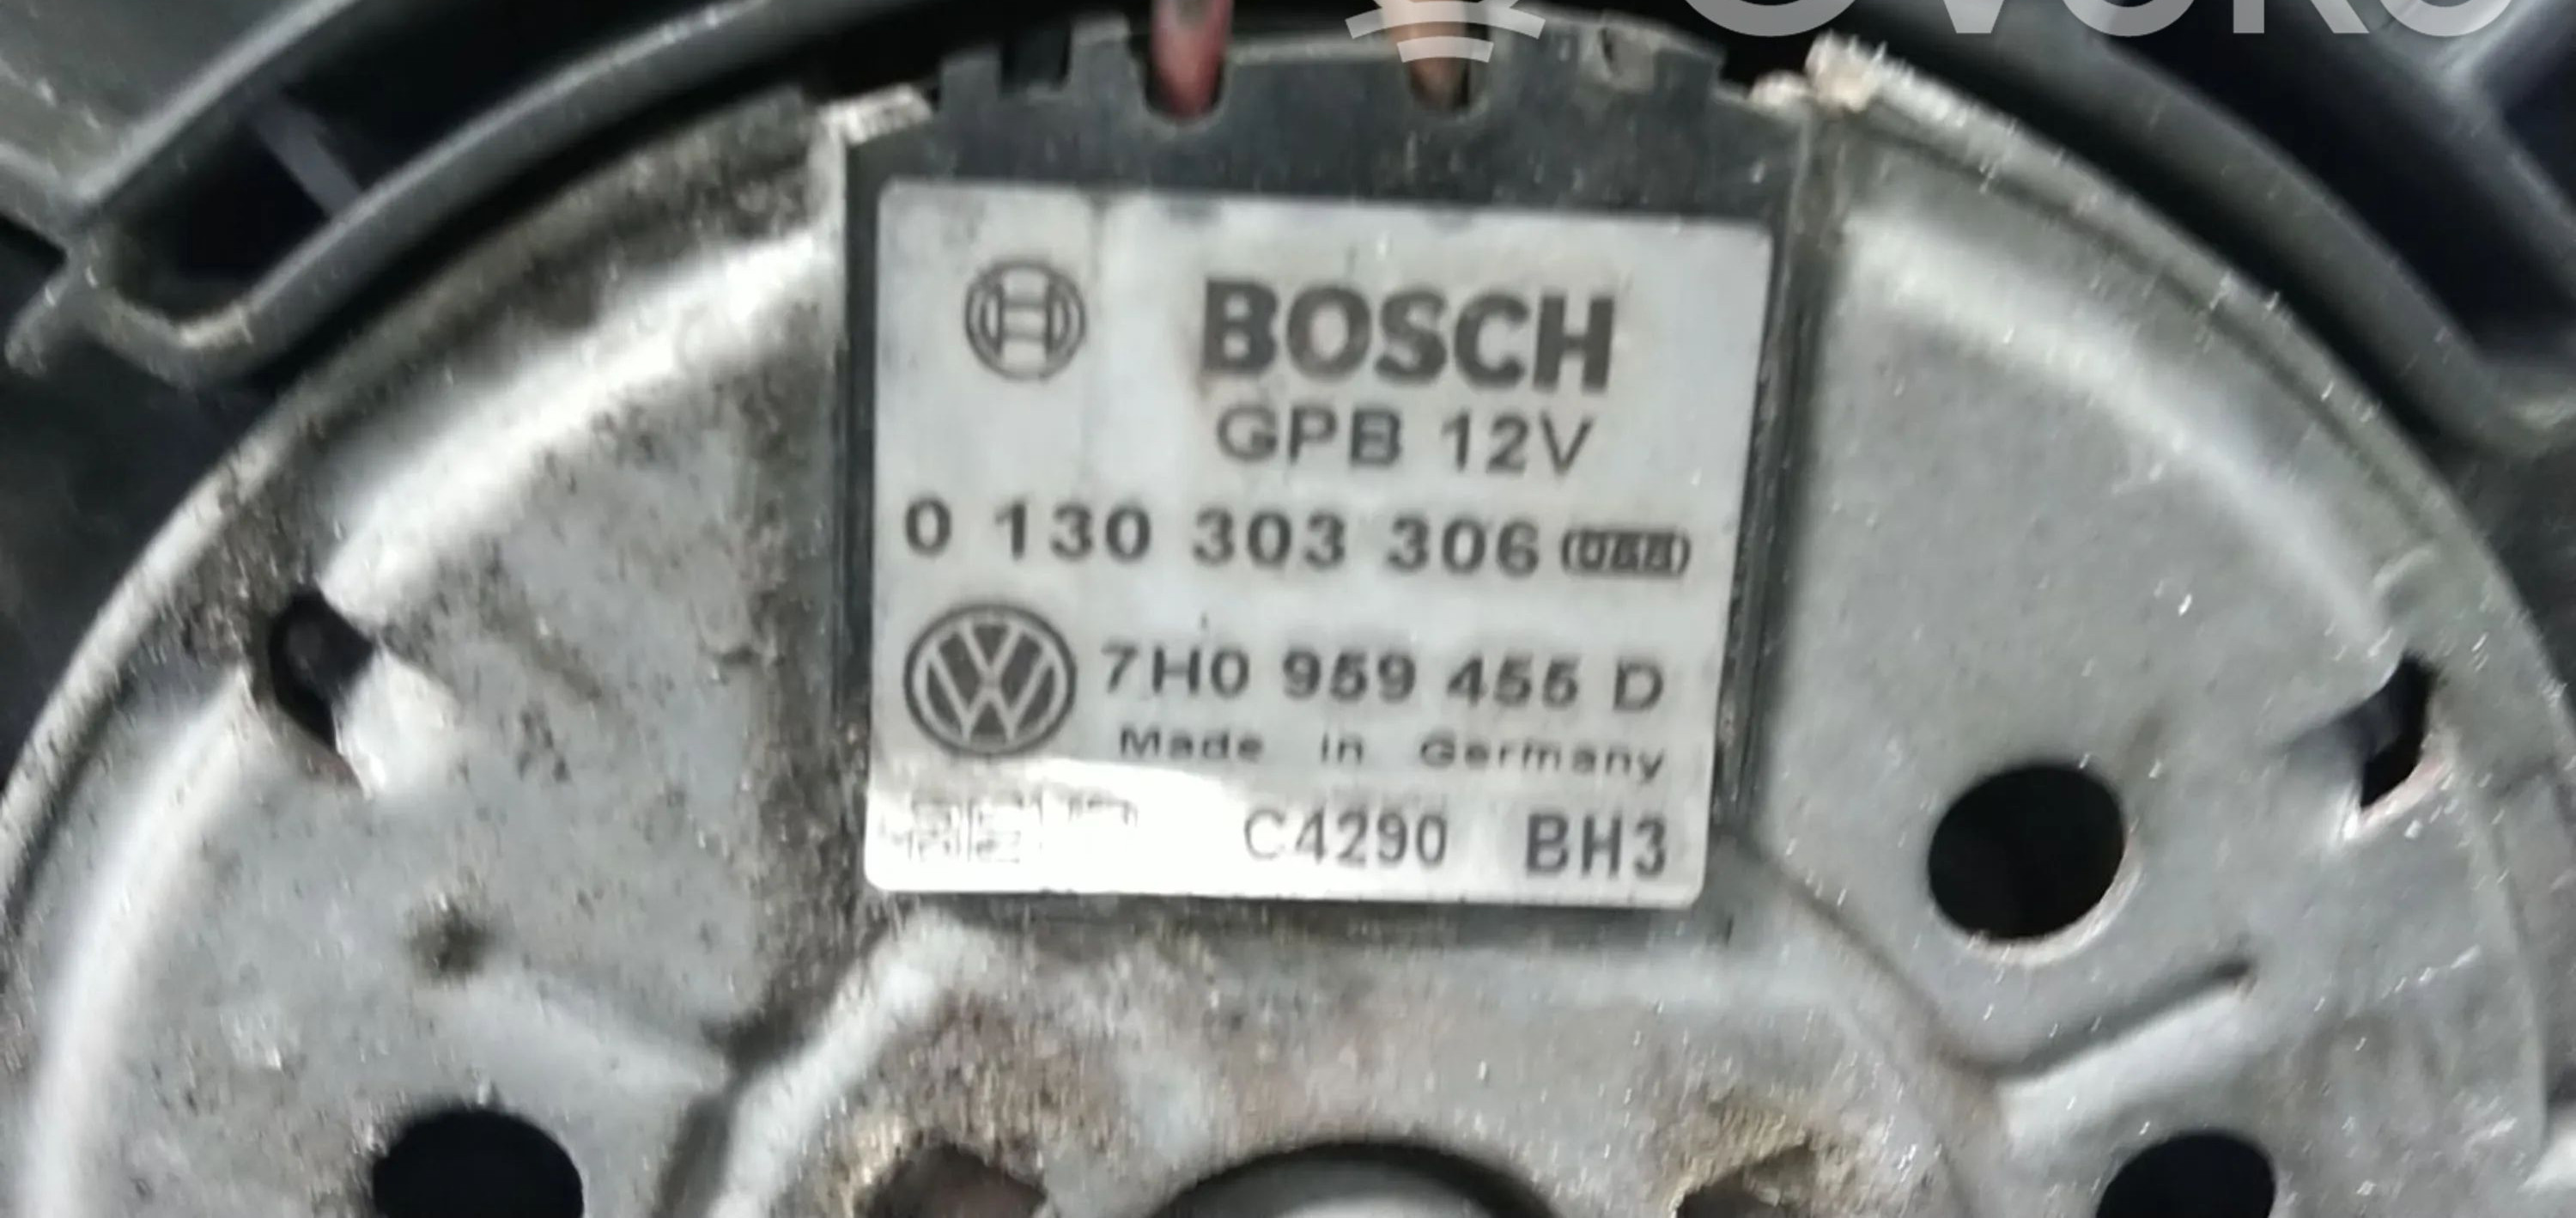 BOSCH
GPB 12V
0 130 303 306
7H0 959 455 D
Made in Germany
C4290 BH3